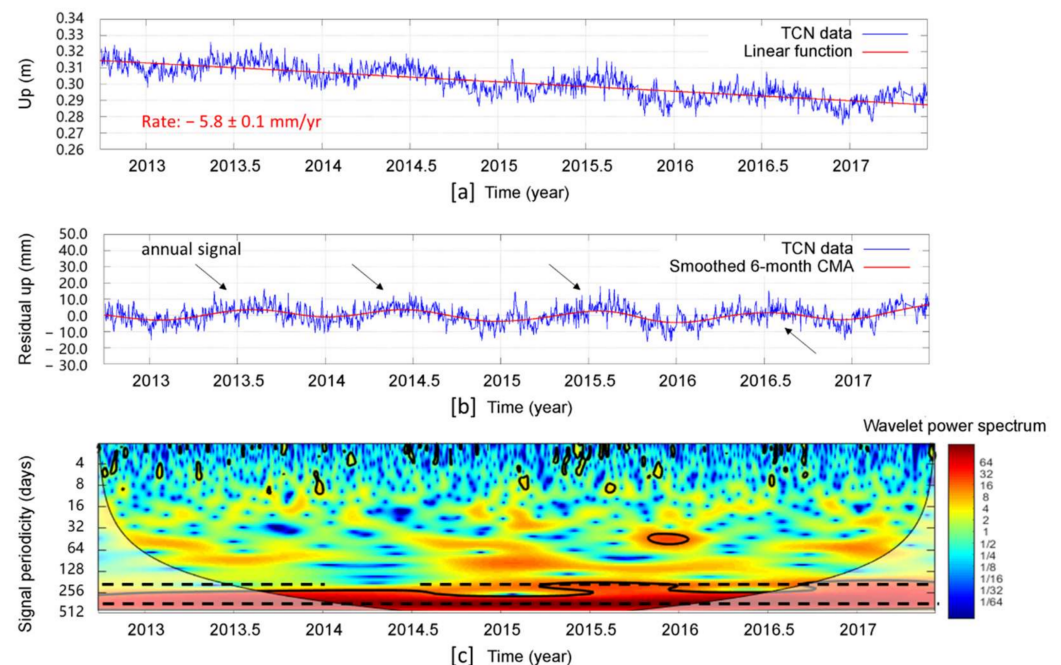 0.34
0.33
0.32
0.31
0.30
0.29
0.28
0.26
Up (m)
TCN data
Linear function
Rate: − 5.8 ± 0.1 mm/yr
2013 2013.5 2014 2014.5 2015 2015.5 2016 2016.5 2017
[a] Time (year)
50.0
40.0
30.0
20.0
10.0
0.0
− 10.0
− 20.0
− 30.0
Residual up (mm)
annual signal
TCN data
Smoothed 6-month CMA
2013 2013.5 2014 2014.5 2015 2015.5 2016 2016.5 2017
[b] Time (year)
Wavelet power spectrum
4
8
16
32
64
128
256
512
Signal periodicity (days)
64
32
16
8
4
2
1
1/2
1/4
1/8
1/16
1/32
1/64
2013 2013.5 2014 2014.5 2015 2015.5 2016 2016.5 2017
[c] Time (year)